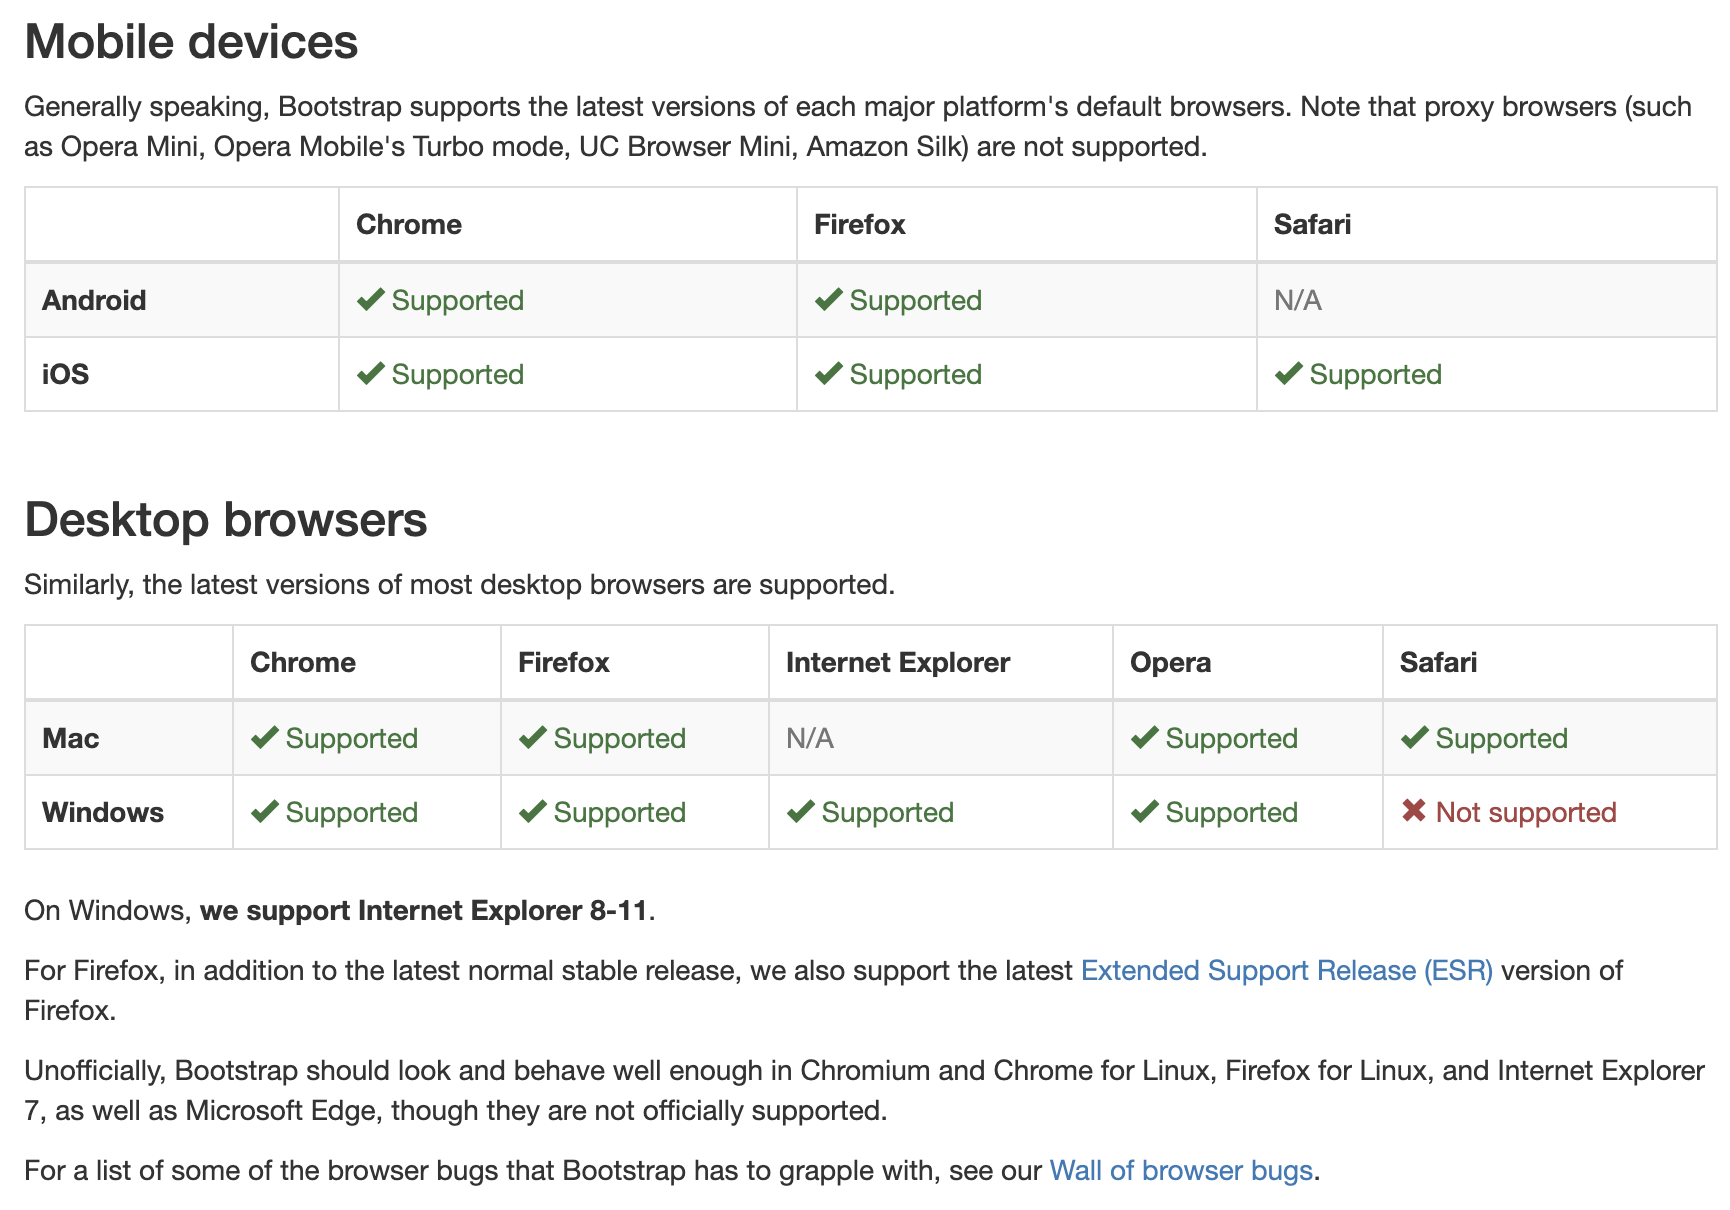 Mobile devices
Generally speaking, Bootstrap supports the latest versions of each major platform's default browsers. Note that proxy browsers (such
as Opera Mini, Opera Mobile's Turbo mode, UC Browser Mini, Amazon Silk) are not supported.
Chrome Firefox Safari
Android ✔ Supported ✔ Supported N/A
iOS ✔ Supported ✔ Supported ✔ Supported
Desktop browsers
Similarly, the latest versions of most desktop browsers are supported.
Chrome Firefox Internet Explorer Opera Safari
Mac ✔ Supported ✔ Supported N/A ✔ Supported ✔ Supported
Windows ✔ Supported ✔ Supported ✔ Supported ✔ Supported ✖ Not supported
On Windows, we support Internet Explorer 8-11.
For Firefox, in addition to the latest normal stable release, we also support the latest Extended Support Release (ESR) version of
Firefox.
Unofficially, Bootstrap should look and behave well enough in Chromium and Chrome for Linux, Firefox for Linux, and Internet Explorer
7, as well as Microsoft Edge, though they are not officially supported.
For a list of some of the browser bugs that Bootstrap has to grapple with, see our Wall of browser bugs.